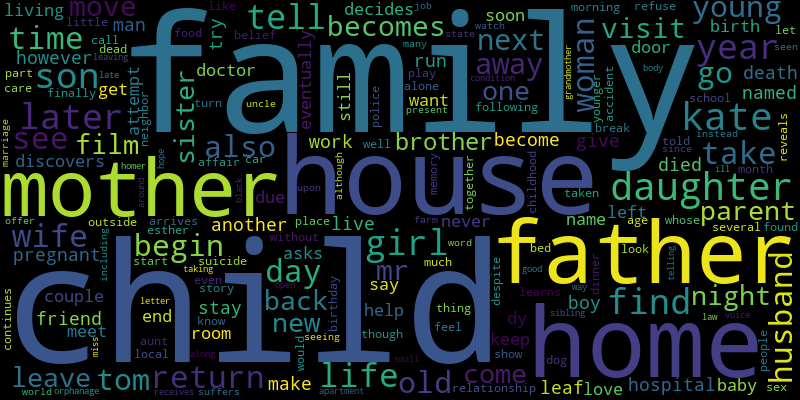 living
move
little
man
call
dead
time
try
like
food
belief
decides
becomes
job
watch
many
state
tell
soon
next
morning
grandmother
woman
visit
door
young
birth
let
seen
year
family
however
part
care
finally
late
leaving
get
attempt
neighbor
son
doctor
turn
uncle
sister
eventually
still
play
alone
present
police
run
away
want
one
following
condition
younger
accident
break
body
go
death
named
school
kate
later
see
film
marriage
discovers
homer
hope
also
affair
car
work
well
brother
become
give
told
since
instead
take
reveals
died
ill
month
mother
around
black
due
upon
although
house
memory
together
childhood
taken
daughter
parent
offer
outside
arrives
another
place
live
farm
never
name
left
age
whose
several
found
wife
esther
without
girl
word
father
begin
pregnant
including
start
suicide
day
asks
mr
much
despite
bed
look
telling
continues
taking
even
back
say
good
way
dinner
find
night
husband
couple
story
letter
stay
open
birthday
help
thing
learns
boy
sibling
law
voice
friend
meet
miss
end
know
room
new
though
feel
dy
keep
home
people
child
aunt
local
along
seeing
would
small
show
dog
leave
tom
return
make
life
old
come
leaf
love
hospital
baby
sex
world
orphanage
receives
suffers
apartment
relationship
refuse